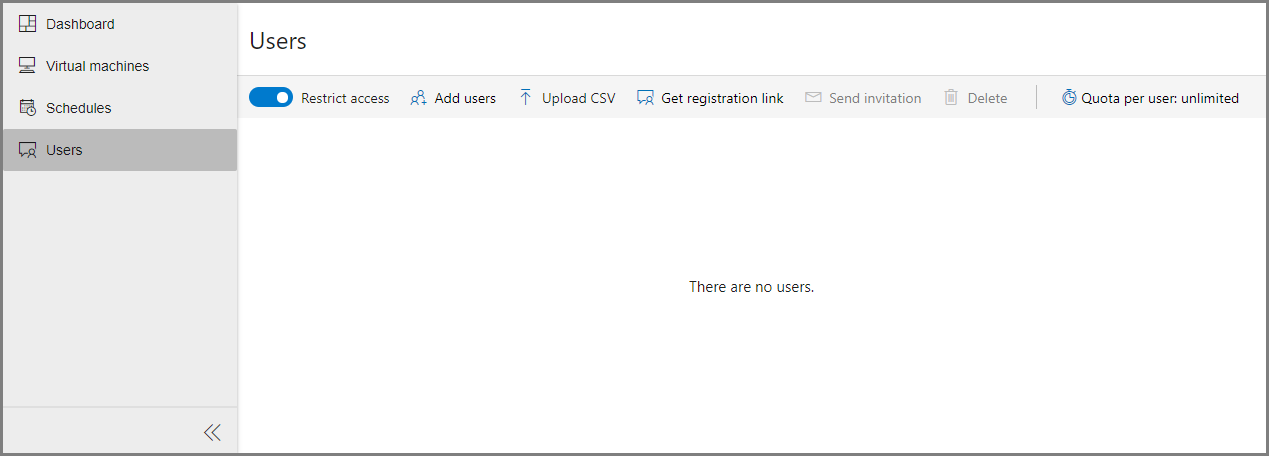 Dashboard
Virtual machines
Schedules
Users
Users
Restrict access Add users Upload CSV Get registration link Send invitation Delete Quota per user: unlimited
There are no users.